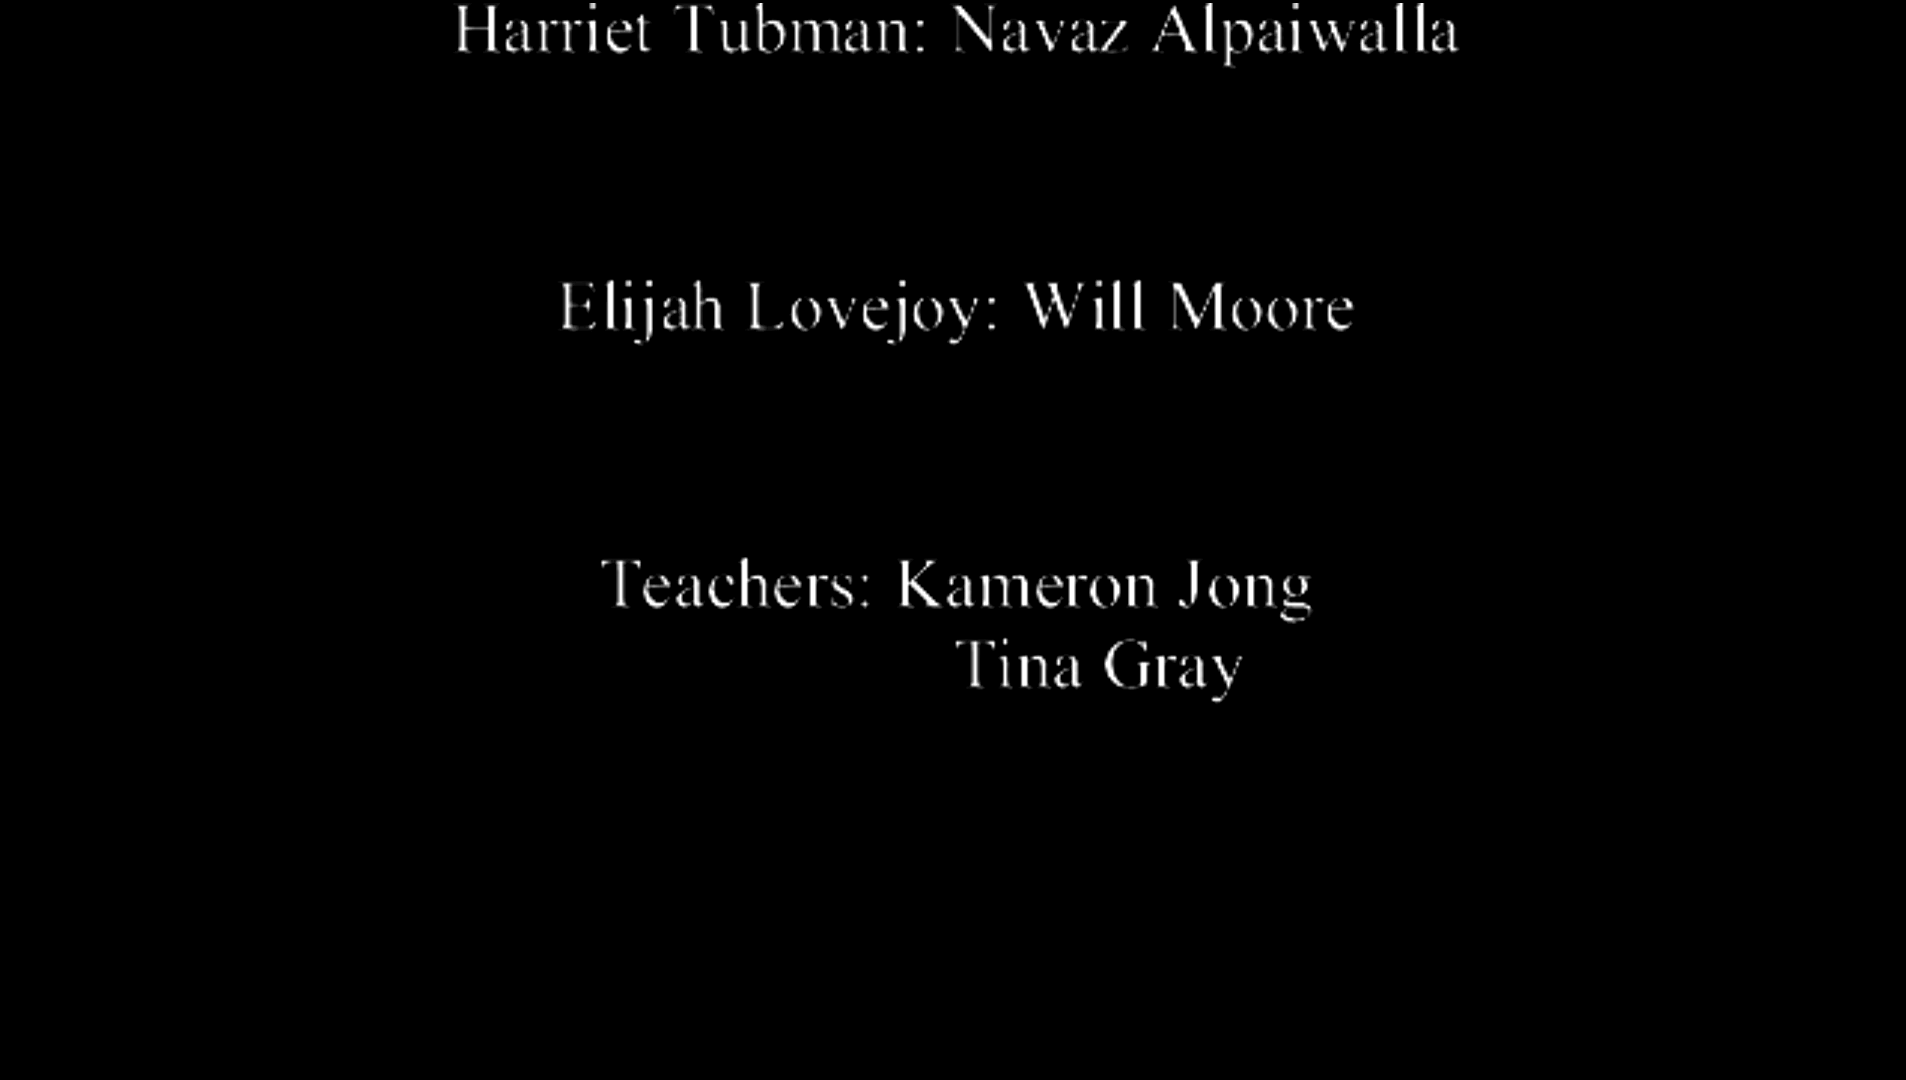 Harriet Tubman: Navaz Alpaiwalla
Elijah Lovejoy: Will Moore
Teachers: Kameron Jong
Tina Gray